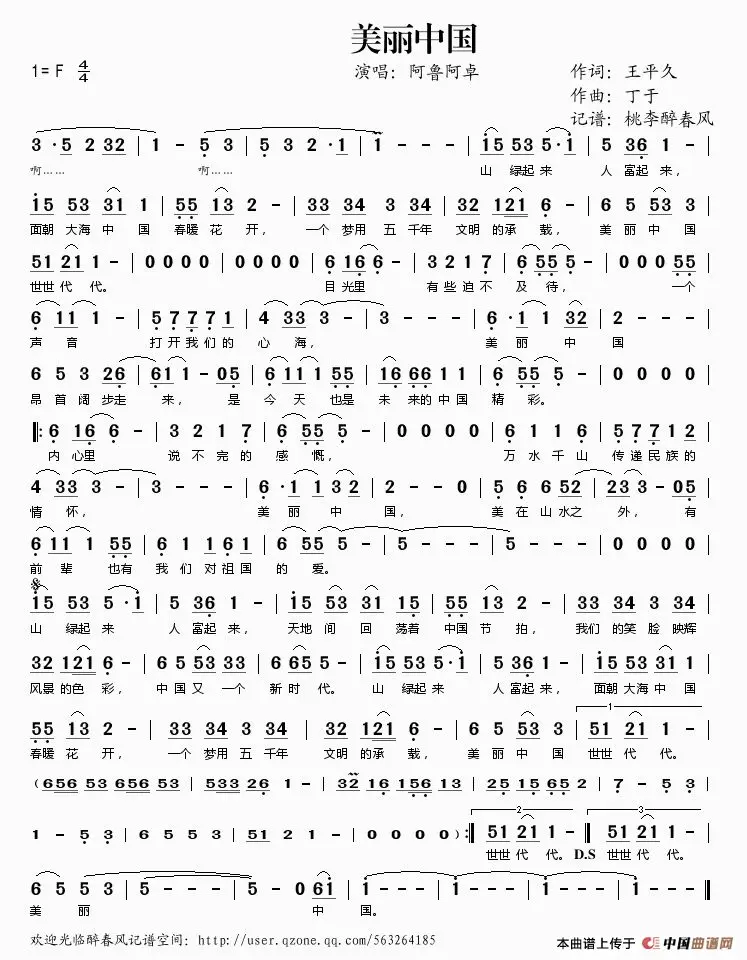 美丽中国
1= F 4/4 演唱：阿鲁阿卓 作词：王平久
作曲：丁于
记谱：桃李醉春风
3 · 5 2 32 | 1 - 5 3 | 5 3 2 · 1 | 1 - - - | i5 53 5 · i | 5 36 1 - |
啊…… 啊…… 山 绿起 来 人 富起 来，
i5 53 31 1 | 55 13 2 - | 33 34 3 34 | 32 121 6 - | 6 5 53 3 |
面朝 大海 中 国 春暖 花 开， 一个 梦用 五 千年 文明 的承 载， 美 丽 中 国
51 21 1 - | 0 0 0 0 | 0 0 0 0 | 6 16 6 - | 3 2 1 7 | 6 55 5 - | 0 0 0 55 |
世世 代 代。 目 光里 有 些 迫 不 及 待， 一个
6 11 1 - | 57 771 | 4 33 3 - | 3 - - - | 6 · 1 1 32 | 2 - - - |
声 音 打开我们的 心 海， 美 丽 中 国
6 5 3 26 | 61 1 - 05 | 6 11 1 55 | 16 66 1 1 | 6 55 5 - | 0 0 0 0 |
昂 首 阔 步走 来， 是 今 天 也是 未 来的 中 国 精 彩。
‖: 6 16 6 - | 3 2 1 7 | 6 55 5 - | 0 0 0 0 | 6 1 1 6 | 57 71 2 |
内 心里 说 不 完 的 感 慨， 万 水 千 山 传递民族的
4 33 3 - | 3 - - - | 6 · 1 1 32 | 2 - - 0 | 5 6 6 52 | 23 3 - 05 |
情 怀， 美 丽 中 国， 美 在 山 水之 外， 有
6 11 1 55 | 6 1 16 1 | 6 55 5 - | 5 - - - | 5 - - - | 0 0 0 0 |
前 辈 也有 我 们 对祖 国 的 爱。
i5 53 5 · i | 5 36 1 - | i5 53 31 1 | 55 13 2 - | 33 34 3 34 |
山 绿起 来 人 富起 来， 天地 间 回 荡着 中国 节 拍， 我们 的笑 脸 映辉
32 121 6 - | 6 5 53 33 | 6 65 5 - | i5 53 5 · i | 5 36 1 - | i5 53 31 1 |
风景 的色 彩， 中 国 又 一个 新 时 代。 山 绿起 来 人 富起 来， 面朝 大海 中 国
55 13 2 - | 33 34 3 34 | 32 121 6 - | 6 5 53 3 | 1 51 21 1 - |
春暖 花 开， 一个 梦用 五 千年 文明 的承 载， 美 丽 中 国 世世 代 代。
( 656 53 656 53 | 533 26 1 - | 32 16 156 13 | 25 15 65 2 | 7 - 5 3 |
1 - 5 3 | 6 5 5 3 | 51 2 1 - | 0 0 0 0 ) :‖ 2 51 21 1 - ‖ 3 51 21 1 - |
世世 代 代。 D.S 世世 代 代。
6 5 5 3 | 5 - - - | 5 - 0 61 | i - - - | i - - - | i - - - ‖
美 丽 中 国。
欢迎光临醉春风记谱空间：http://user.qzone.qq.com/563264185
本曲谱上传于 中国曲谱网